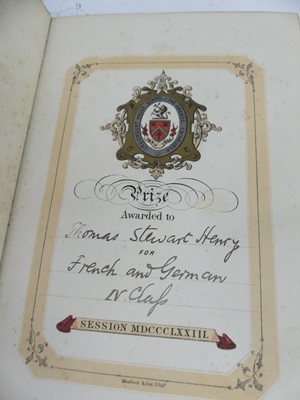 Prize
Awarded to
Thomas Stewart Henry
FOR
French and German
IV Class
SESSION MDCCCLXXIII.